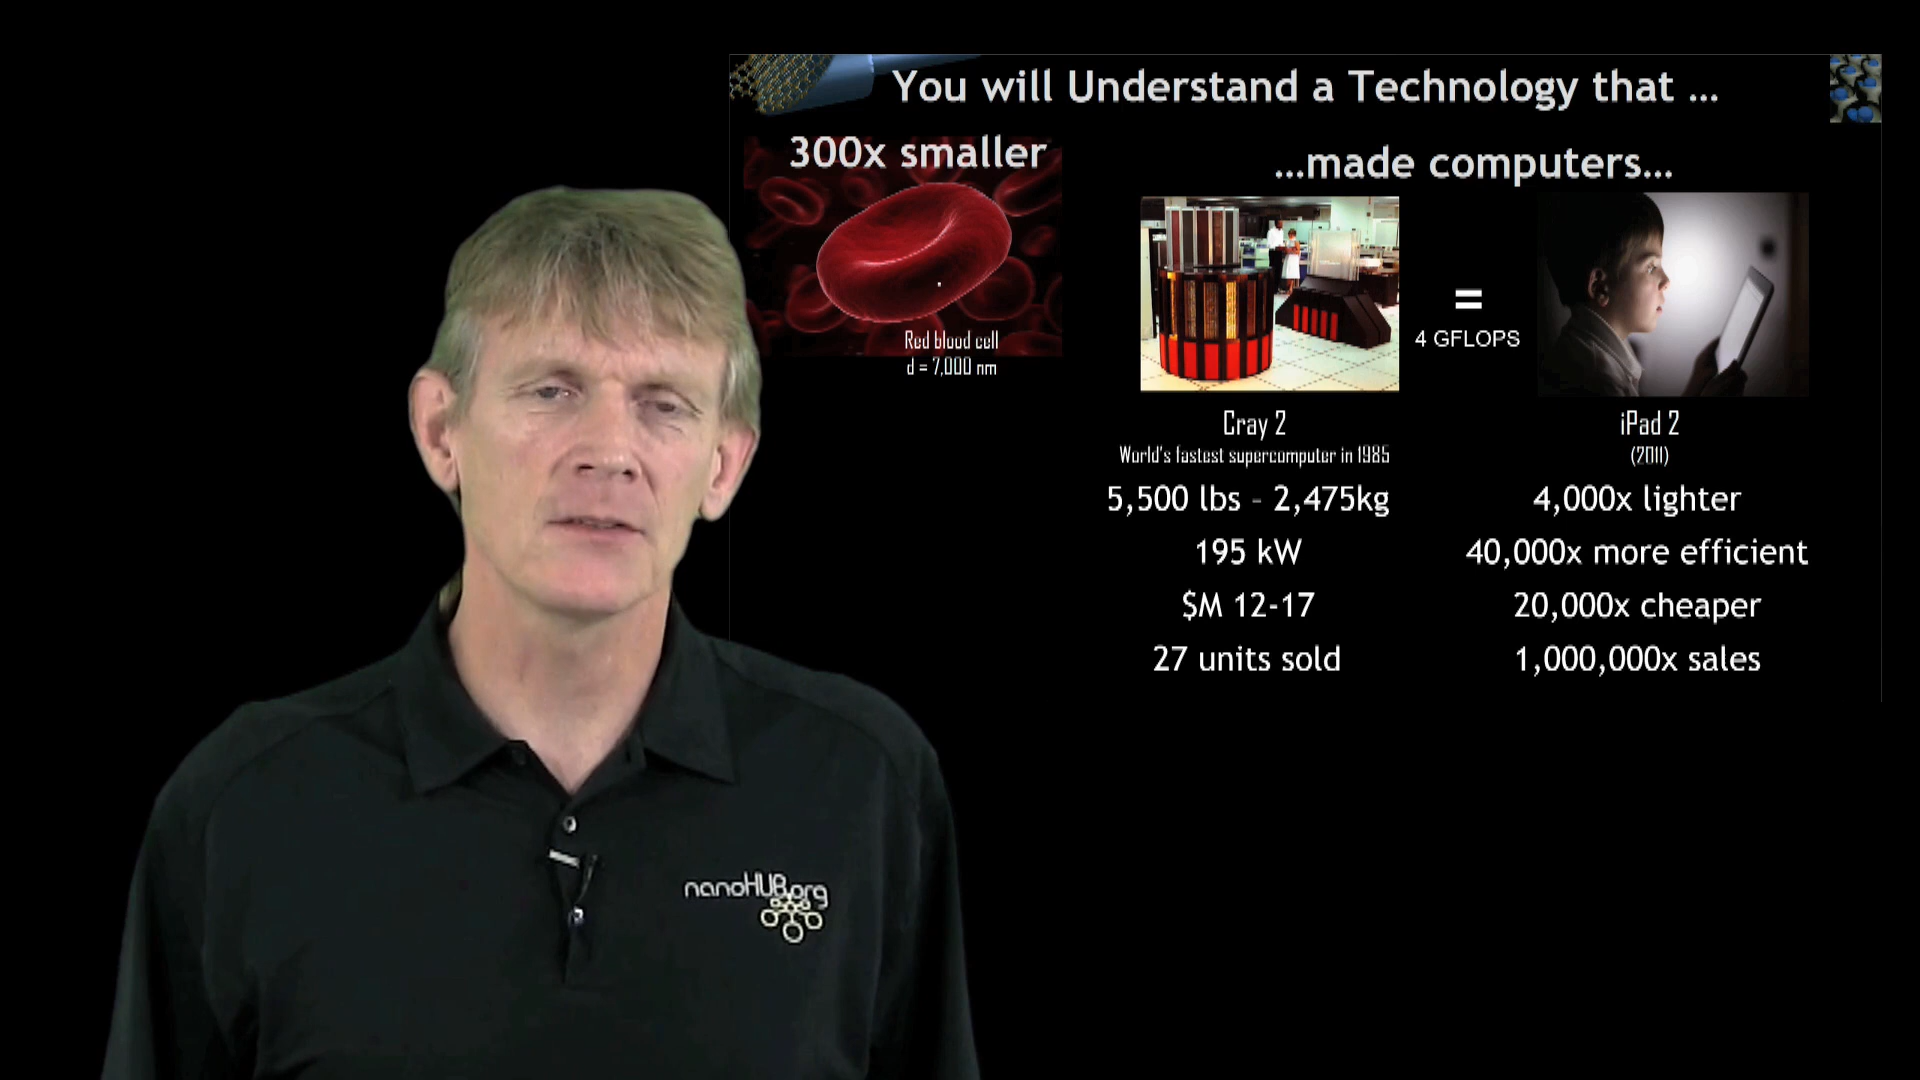 You will Understand a Technology that ...
300x smaller
...made computers...
Red blood cell
d = 7,000 nm
=
4 GFLOPS
Cray 2
World's fastest supercomputer in 1985
iPad 2
(2011)
5,500 lbs - 2,475kg
4,000x lighter
195 kW
40,000x more efficient
$M 12-17
20,000x cheaper
27 units sold
1,000,000x sales
nanoHUB.org